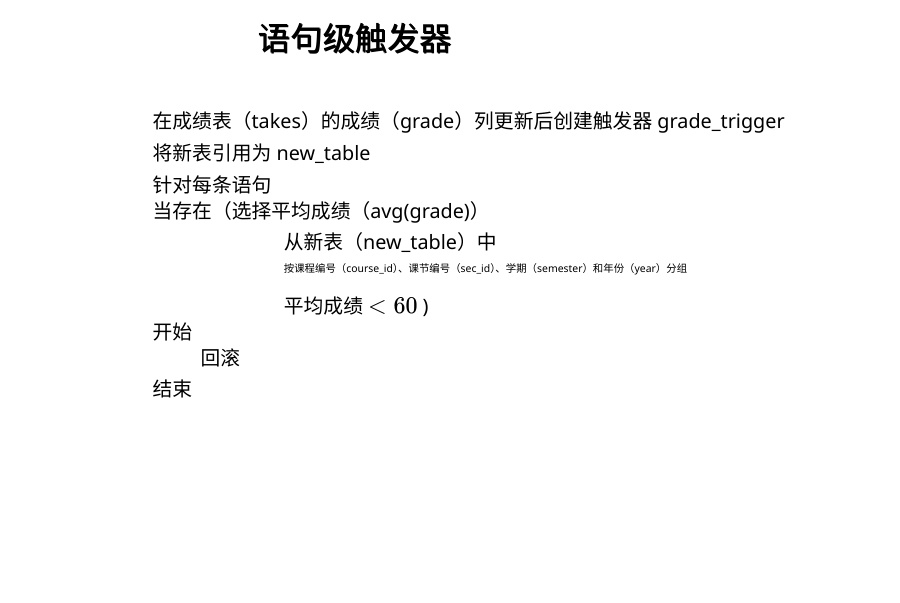 语句级触发器
在成绩表（takes）的成绩（grade）列更新后创建触发器 grade_trigger
将新表引用为 new_table
针对每条语句
当存在（选择平均成绩（avg(grade)）
从新表（new_table）中
按课程编号（course_id）、课节编号（sec_id）、学期（semester）和年份（year）分组
平均成绩 < 60 )
开始
回滚
结束